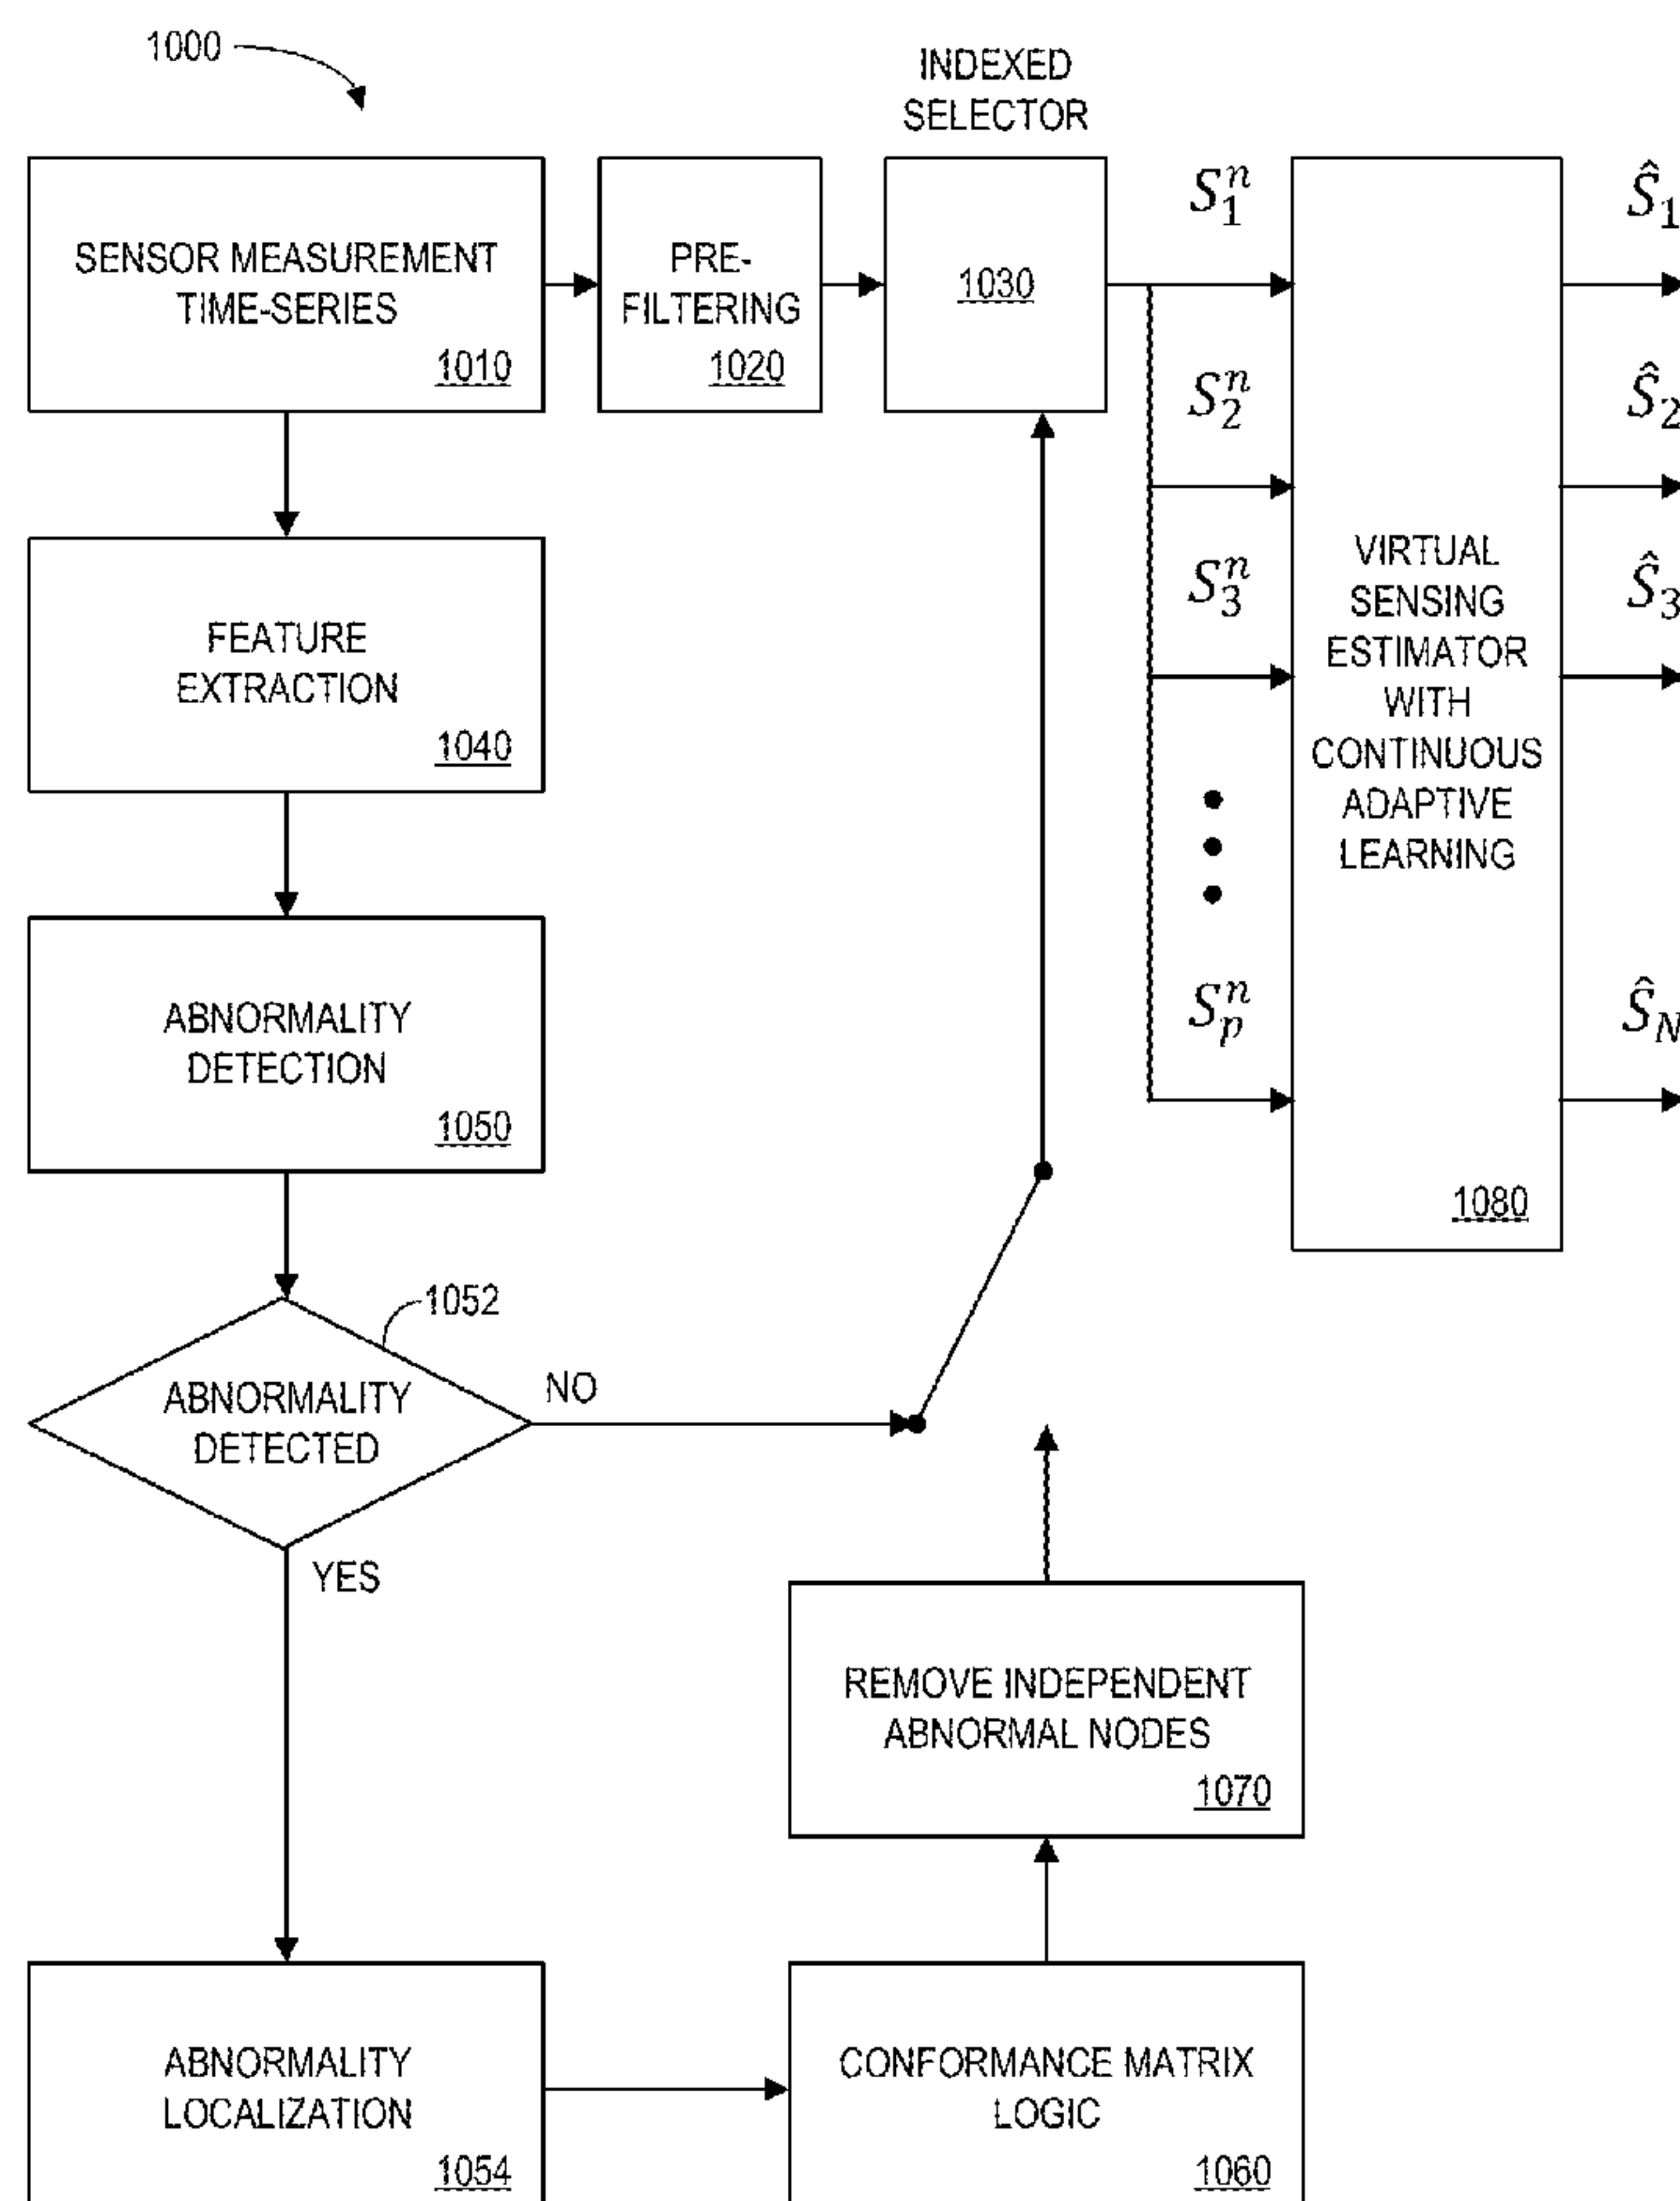 1000
INDEXED
SELECTOR
SENSOR MEASUREMENT
TIME-SERIES
1010
PRE-
FILTERING
1020
1030
S_1^n
S_2^n
S_3^n
S_p^n
VIRTUAL
SENSING
ESTIMATOR
WITH
CONTINUOUS
ADAPTIVE
LEARNING
1080
Ŝ_1
Ŝ_2
Ŝ_3
Ŝ_N
FEATURE
EXTRACTION
1040
ABNORMALITY
DETECTION
1050
1052
ABNORMALITY
DETECTED
NO
YES
REMOVE INDEPENDENT
ABNORMAL NODES
1070
ABNORMALITY
LOCALIZATION
1054
CONFORMANCE MATRIX
LOGIC
1060